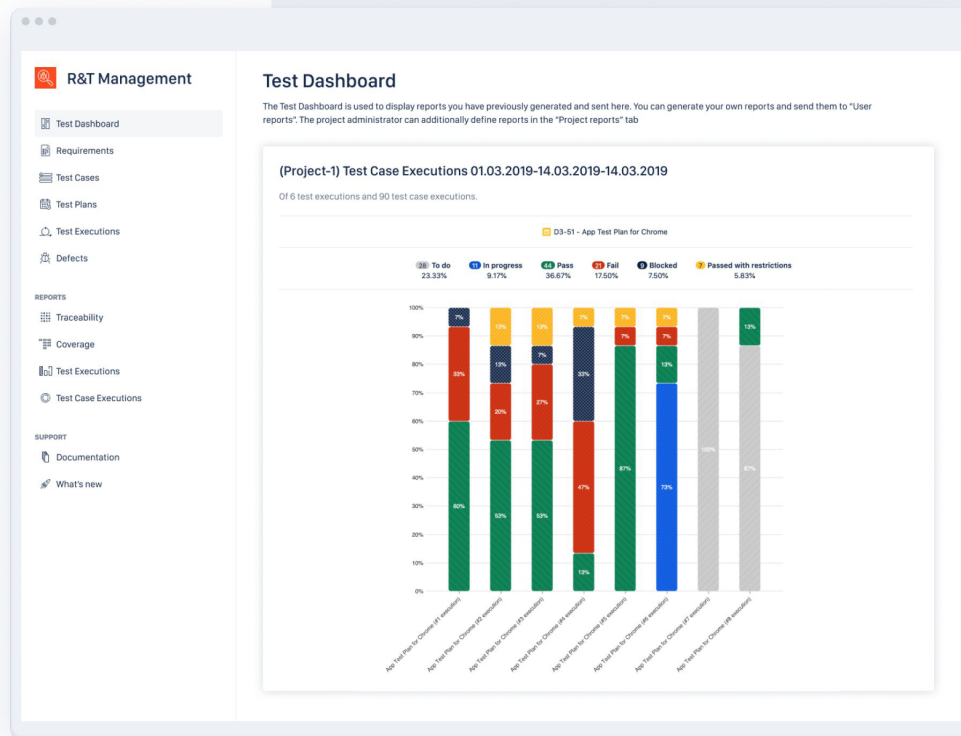 R&T Management
Test Dashboard
Requirements
Test Cases
Test Plans
Test Executions
Defects
REPORTS
Traceability
Coverage
Test Executions
Test Case Executions
SUPPORT
Documentation
What's new
Test Dashboard
The Test Dashboard is used to display reports you have previously generated and sent here. You can generate your own reports and send them to "User
reports". The project administrator can additionally define reports in the "Project reports" tab
(Project-1) Test Case Executions 01.03.2019-14.03.2019-14.03.2019
Of 6 test executions and 90 test case executions.
D3-51 - App Test Plan for Chrome
28 To do 11 In progress 44 Pass 21 Fail 9 Blocked 7 Passed with restrictions
23.33% 9.17% 36.67% 17.50% 7.50% 5.83%
100%
90%
80%
70%
60%
50%
40%
30%
20%
10%
0%
7%
33%
60%
13%
13%
20%
53%
13%
7%
27%
53%
7%
33%
47%
13%
7%
7%
87%
7%
7%
13%
73%
100%
13%
87%
App Test Plan for Chrome (#1 execution)
App Test Plan for Chrome (#2 execution)
App Test Plan for Chrome (#3 execution)
App Test Plan for Chrome (#4 execution)
App Test Plan for Chrome (#5 execution)
App Test Plan for Chrome (#6 execution)
App Test Plan for Chrome (#7 execution)
App Test Plan for Chrome (#8 execution)